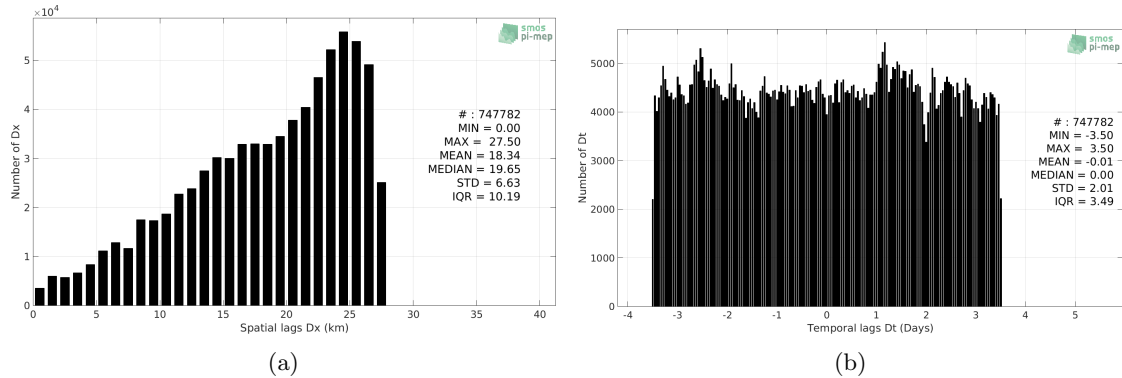 ×10⁴
5
4
3
2
1
0
Number of Dx
smos
pi-mep
# : 747782
MIN = 0.00
MAX = 27.50
MEAN = 18.34
MEDIAN = 19.65
STD = 6.63
IQR = 10.19
0 5 10 15 20 25 30 35 40
Spatial lags Dx (km)
(a)
5000
4000
3000
2000
1000
0
Number of Dt
smos
pi-mep
# : 747782
MIN = -3.50
MAX = 3.50
MEAN = -0.01
MEDIAN = 0.00
STD = 2.01
IQR = 3.49
-4 -3 -2 -1 0 1 2 3 4 5
Temporal lags Dt (Days)
(b)